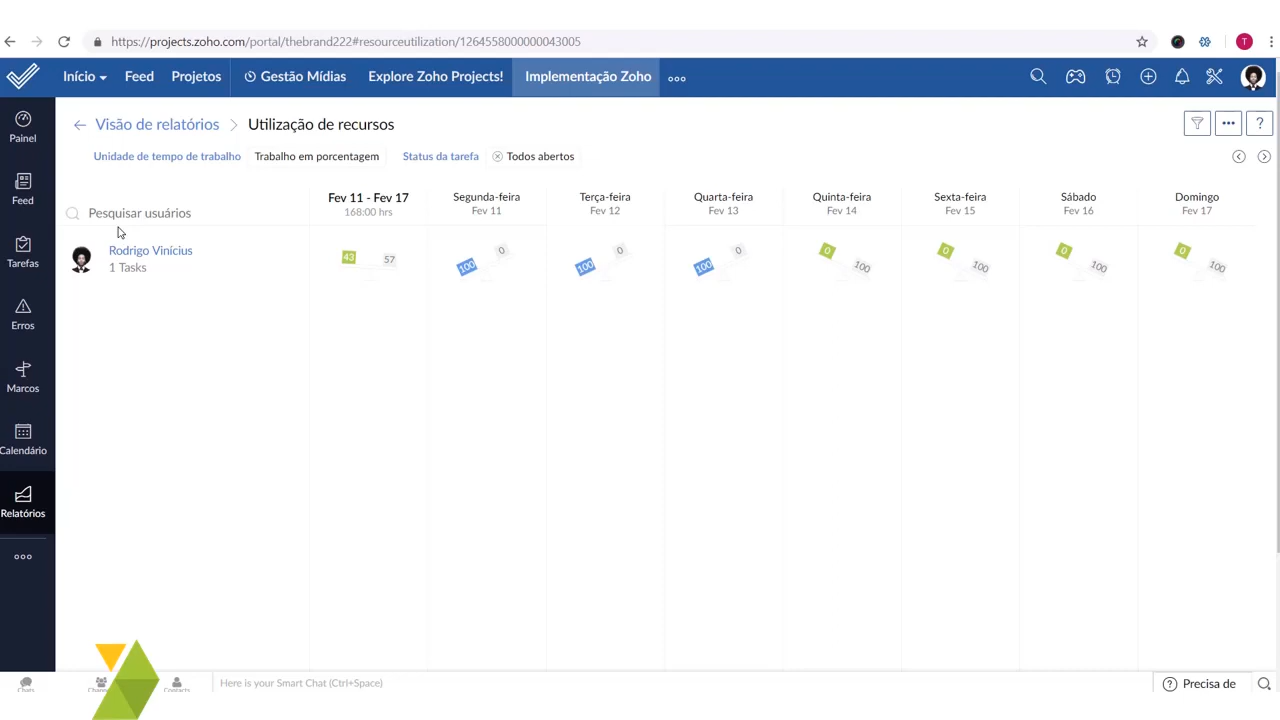 https://projects.zoho.com/portal/thebrand222#resourceutilization/1264558000000043005
T
Início Feed Projetos Gestão Mídias Explore Zoho Projects! Implementação Zoho
Painel
Feed
Tarefas
Erros
Marcos
Calendário
Relatórios
Visão de relatórios > Utilização de recursos
?
Unidade de tempo de trabalho Trabalho em porcentagem Status da tarefa Todos abertos
Pesquisar usuários
Fev 11 - Fev 17 Segunda-feira Terça-feira Quarta-feira Quinta-feira Sexta-feira Sábado Domingo
168:00 hrs Fev 11 Fev 12 Fev 13 Fev 14 Fev 15 Fev 16 Fev 17
Rodrigo Vinícius
1 Tasks
43 57 100 0 100 0 100 0 0 100 0 100 0 100 0 100
Chats
Contacts
Here is your Smart Chat (Ctrl+Space)
Precisa de